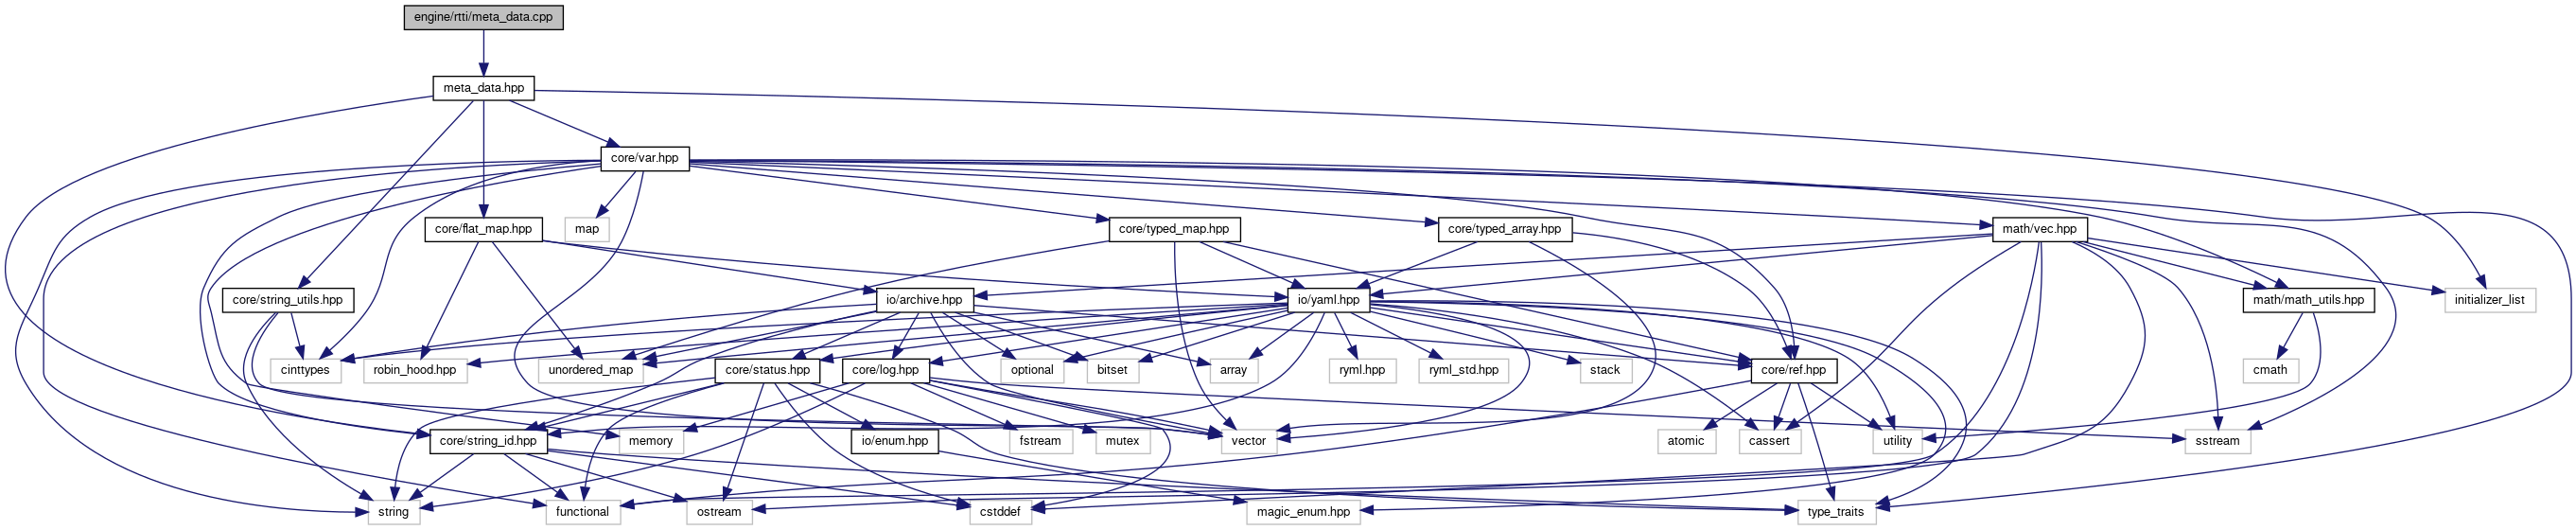 engine/rtti/meta_data.cpp
meta_data.hpp
core/var.hpp
core/flat_map.hpp
map
core/typed_map.hpp
core/typed_array.hpp
math/vec.hpp
core/string_utils.hpp
io/archive.hpp
io/yaml.hpp
math/math_utils.hpp
initializer_list
cinttypes
robin_hood.hpp
unordered_map
core/status.hpp
core/log.hpp
optional
bitset
array
ryml.hpp
ryml_std.hpp
stack
core/ref.hpp
cmath
core/string_id.hpp
memory
io/enum.hpp
fstream
mutex
vector
atomic
cassert
utility
sstream
string
functional
ostream
cstddef
magic_enum.hpp
type_traits